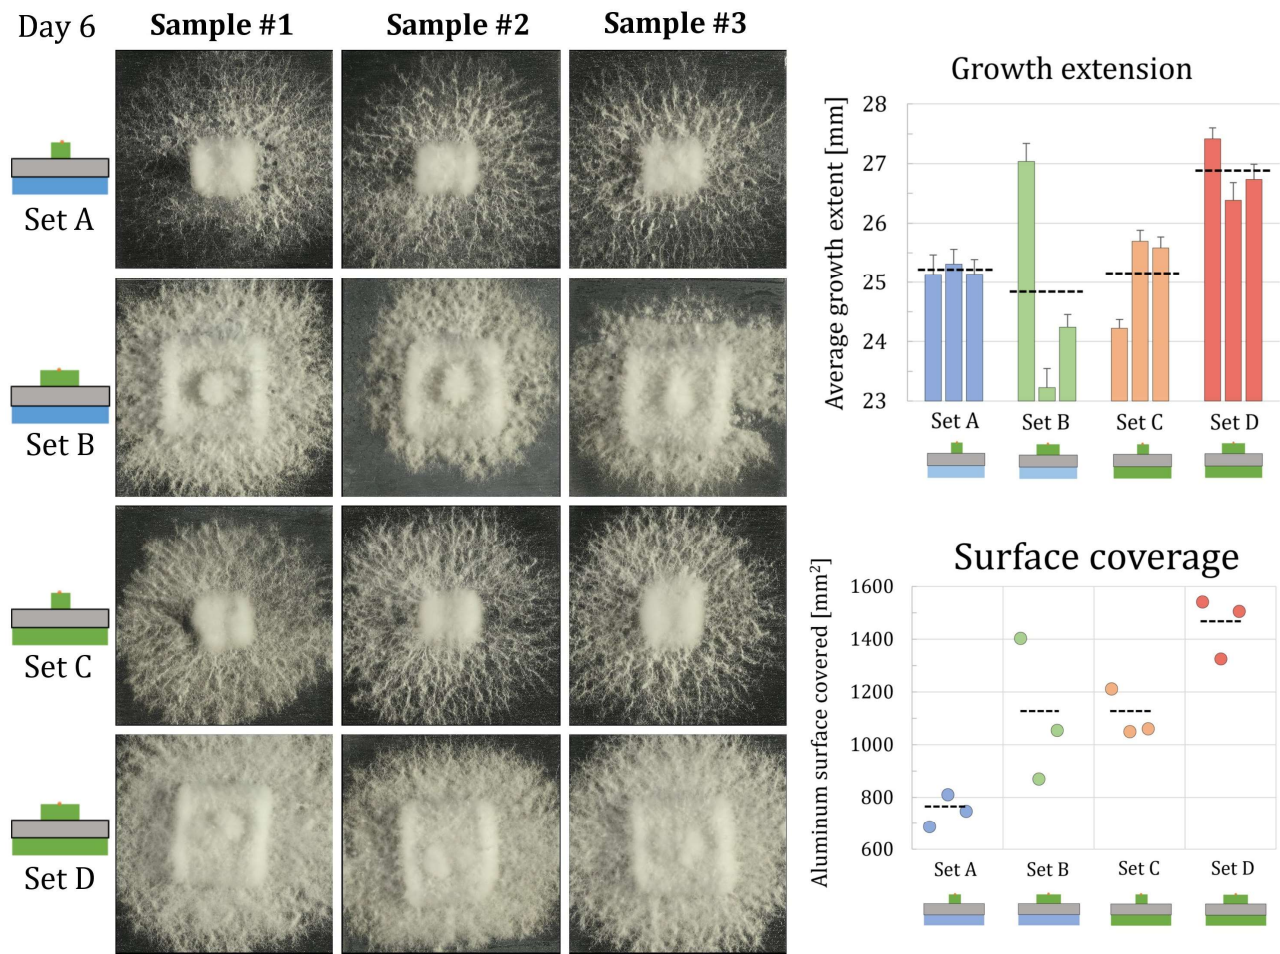 Day 6
Sample #1
Sample #2
Sample #3
Set A
Set B
Set C
Set D
Growth extension
Average growth extent [mm]
28
27
26
25
24
23
Set A
Set B
Set C
Set D
Surface coverage
Aluminum surface covered [mm²]
1600
1400
1200
1000
800
600
Set A
Set B
Set C
Set D